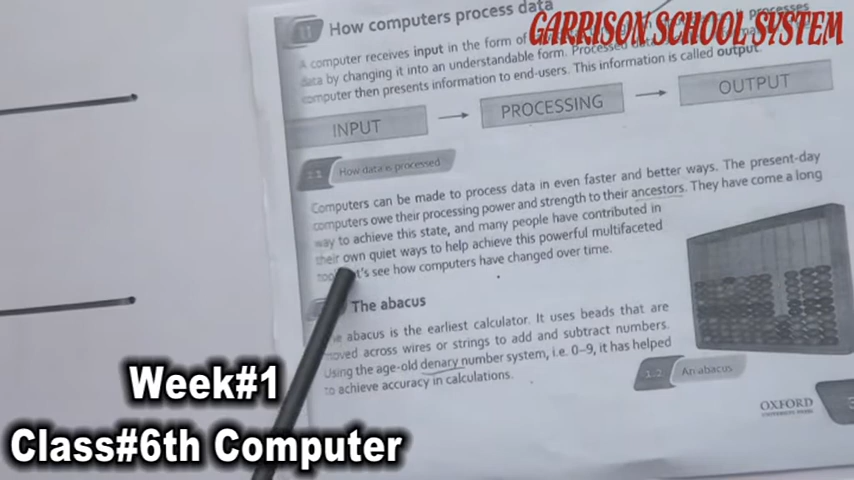 GARRISON SCHOOL SYSTEM
How computers process data
A computer receives input in the form of
data by changing it into an understandable form. Processed
computer then presents information to end-users. This information is called output.
INPUT → PROCESSING → OUTPUT
How data is processed
Computers can be made to process data in even faster and better ways. The present-day
computers owe their processing power and strength to their ancestors. They have come a long
way to achieve this state, and many people have contributed in
their own quiet ways to help achieve this powerful multifaceted
see how computers have changed over time.
The abacus
abacus is the earliest calculator. It uses beads that are
moved across wires or strings to add and subtract numbers.
Using the age-old denary number system, i.e. 0–9, it has helped
to achieve accuracy in calculations.
An abacus
OXFORD
UNIVERSITY PRESS
Week#1
Class#6th Computer